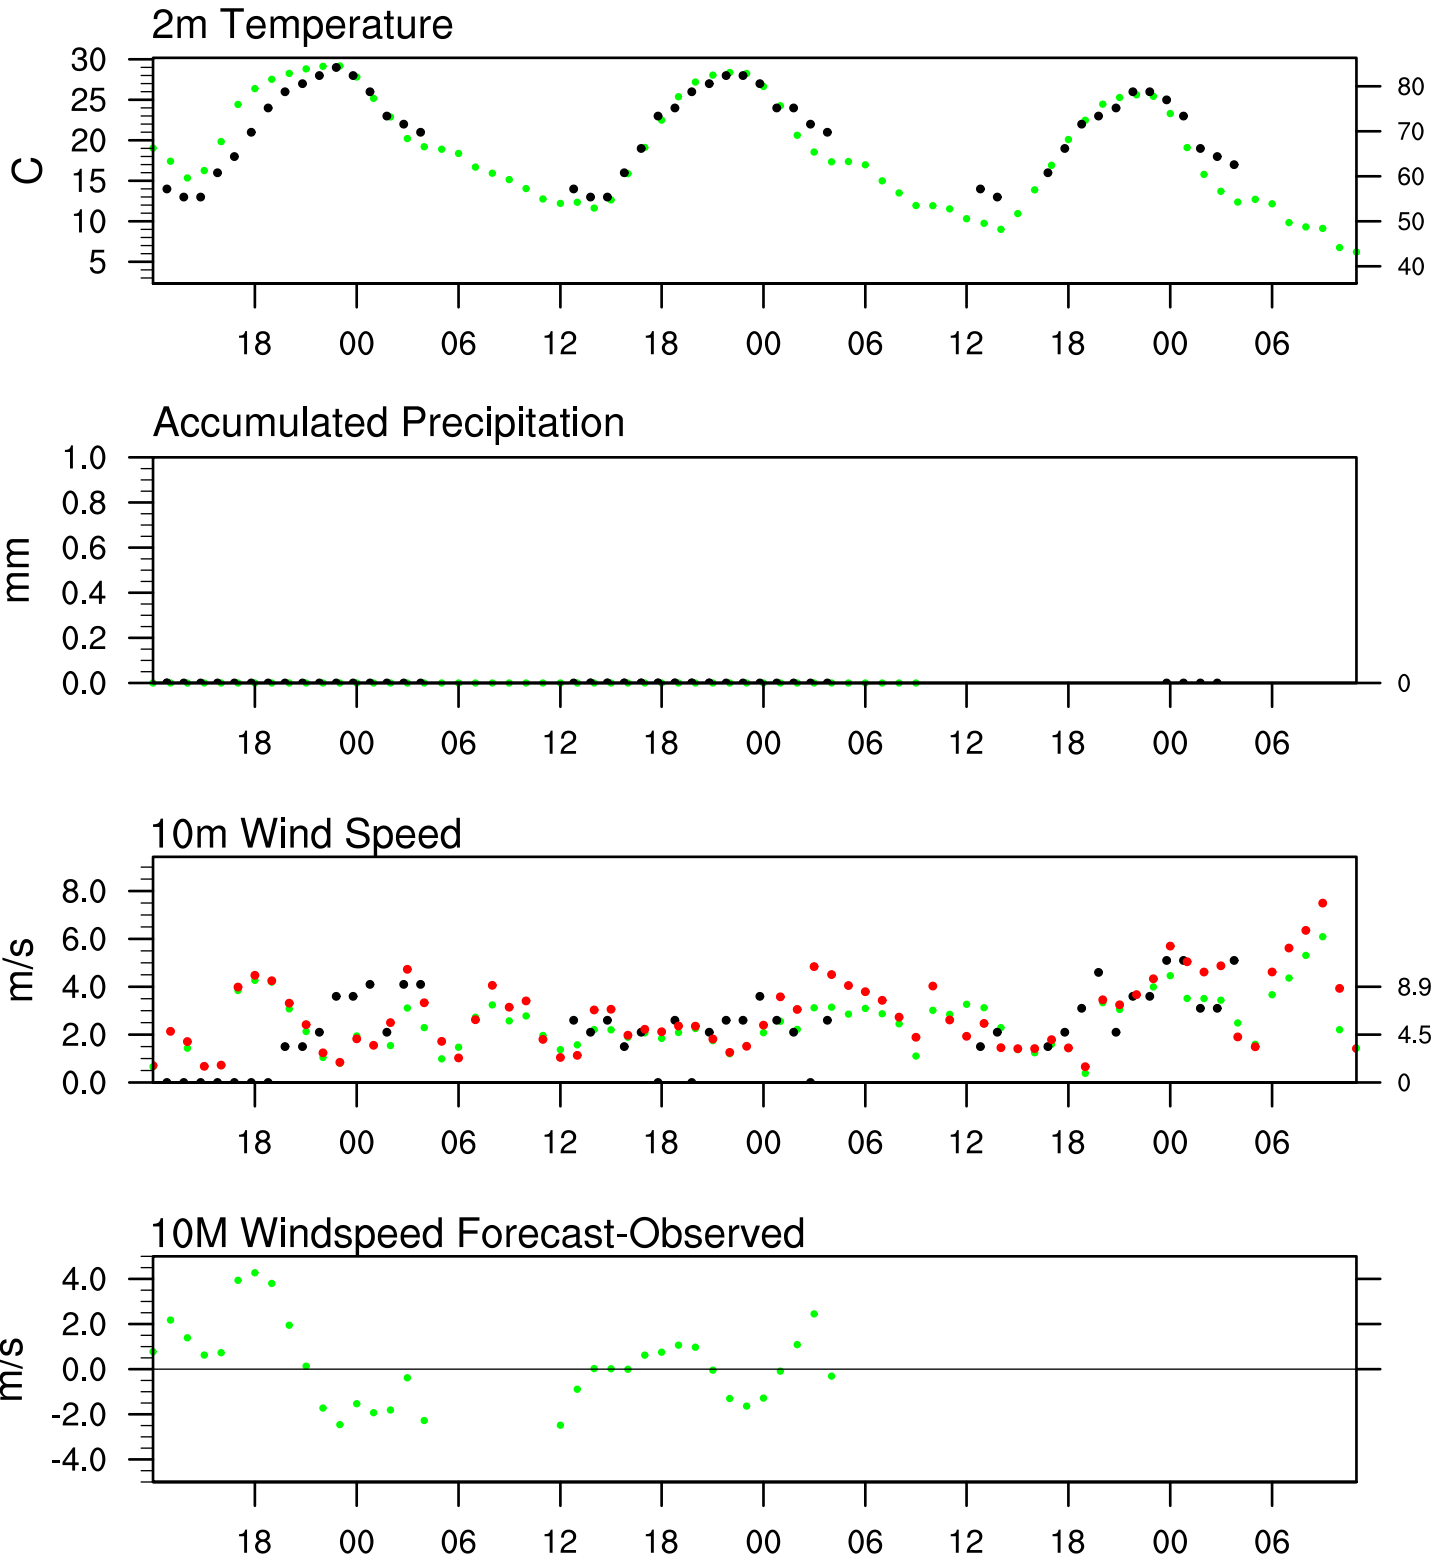 2m Temperature
30
25
20
15
10
5
C
80
70
60
50
40
18 00 06 12 18 00 06 12 18 00 06
Accumulated Precipitation
1.0
0.8
0.6
0.4
0.2
0.0
mm
0
18 00 06 12 18 00 06 12 18 00 06
10m Wind Speed
8.0
6.0
4.0
2.0
0.0
m/s
8.9
4.5
0
18 00 06 12 18 00 06 12 18 00 06
10M Windspeed Forecast-Observed
4.0
2.0
0.0
-2.0
-4.0
m/s
18 00 06 12 18 00 06 12 18 00 06